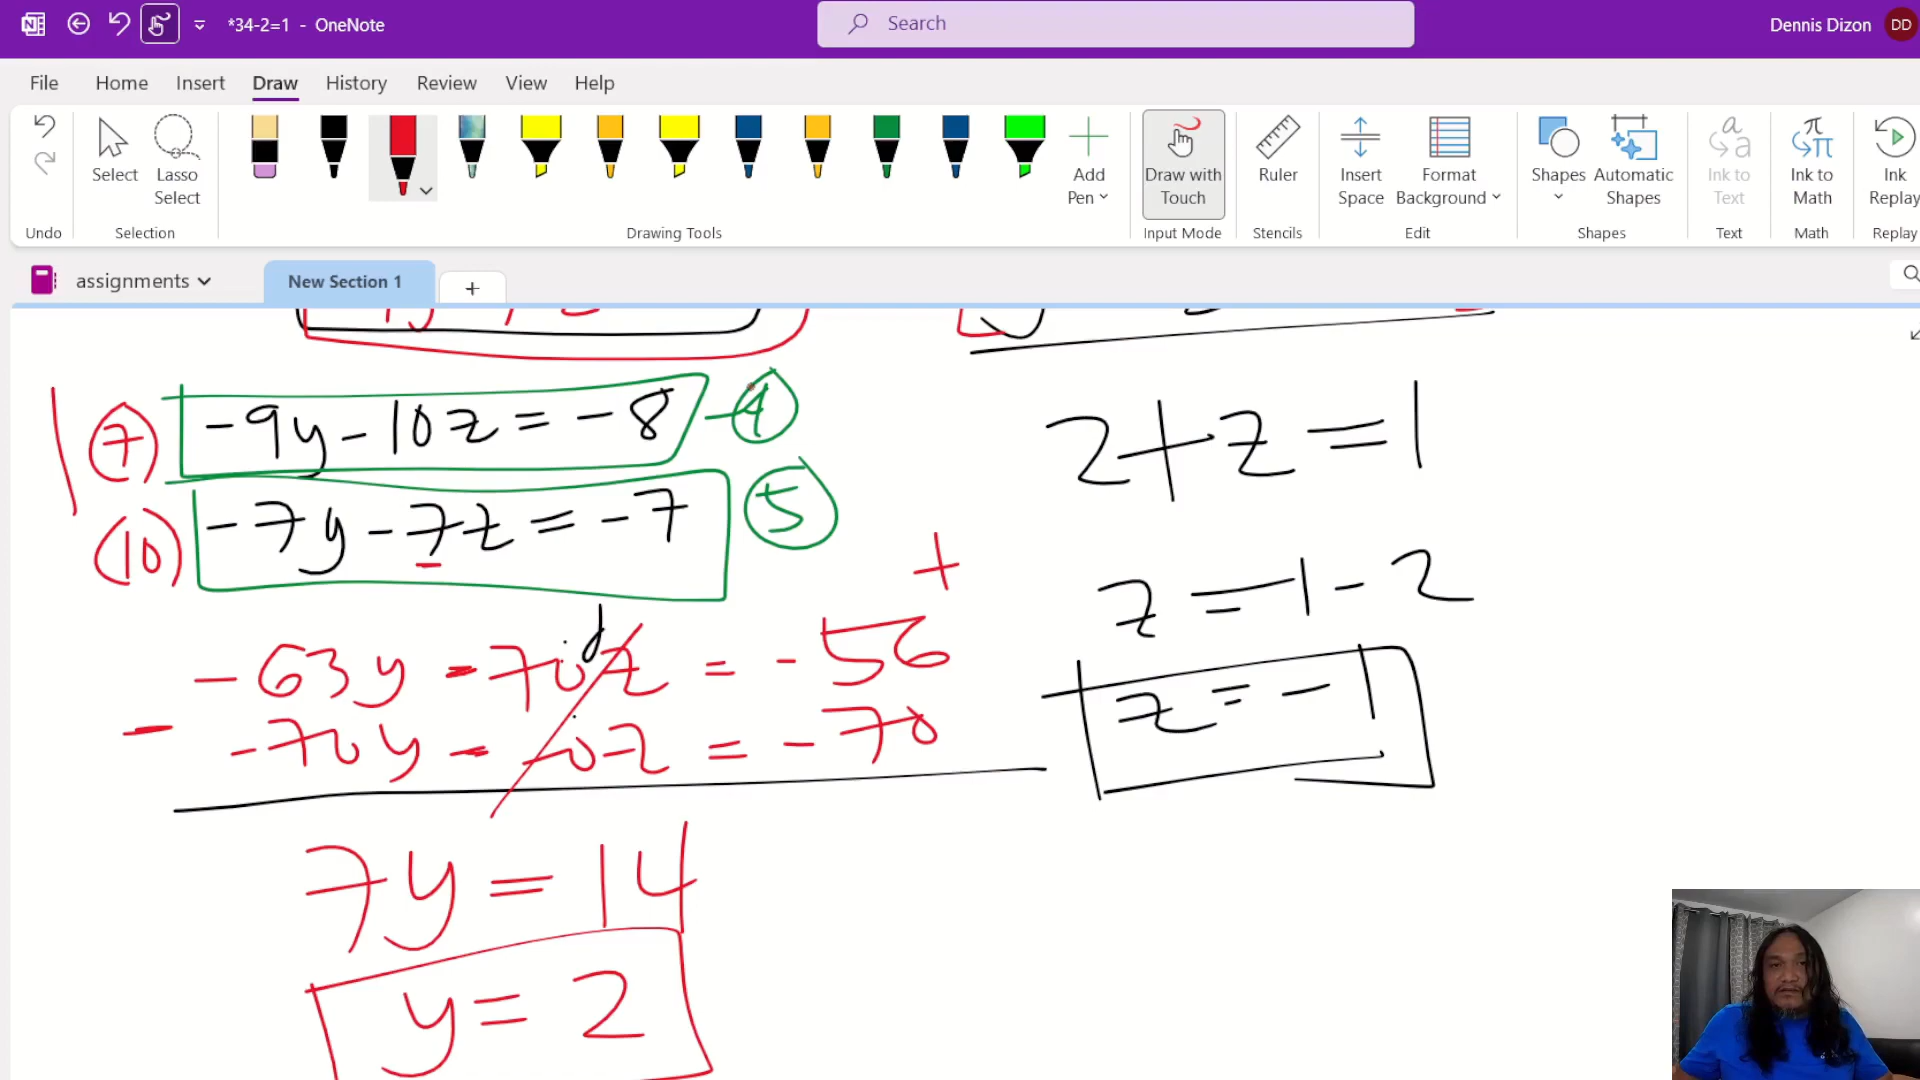 *34-2=1 - OneNote
Search
Dennis Dizon DD
File Home Insert Draw History Review View Help
Select
Lasso Select
Add Pen
Draw with Touch
Ruler
Insert Space
Format Background
Shapes
Automatic Shapes
Ink to Text
Ink to Math
Ink Replay
Undo Selection Drawing Tools Input Mode Stencils Edit Shapes Text Math Replay
assignments New Section 1 +
7 -9y - 10z = -8 4
10 -7y - 7z = -7 5
+
-63y - 70z = -56
- -70y - 70z = -70
7y = 14
y = 2
2 + z = 1
z = 1 - 2
z = -1